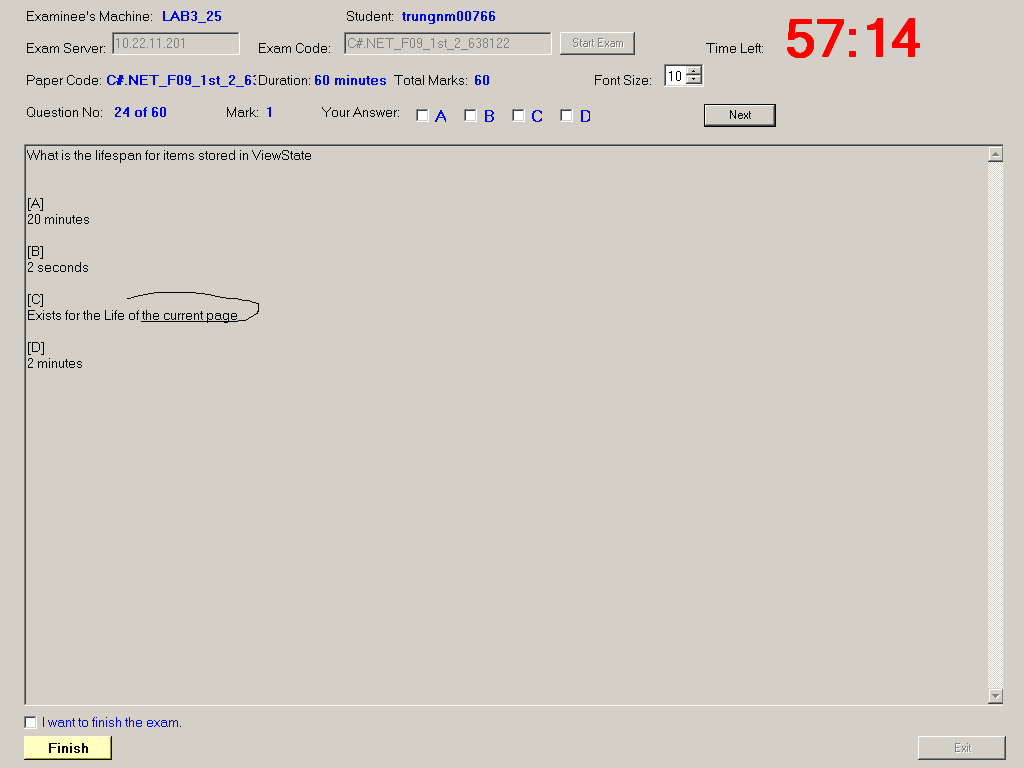 Examinee's Machine: LAB3_25 Student: trungnm00766
Exam Server: 10.22.11.201 Exam Code: C#.NET_F09_1st_2_638122 Start Exam Time Left: 57:14
Paper Code: C#.NET_F09_1st_2_63 Duration: 60 minutes Total Marks: 60 Font Size: 10
Question No: 24 of 60 Mark: 1 Your Answer: A B C D Next
What is the lifespan for items stored in ViewState
[A]
20 minutes
[B]
2 seconds
[C]
Exists for the Life of the current page
[D]
2 minutes
I want to finish the exam.
Finish Exit